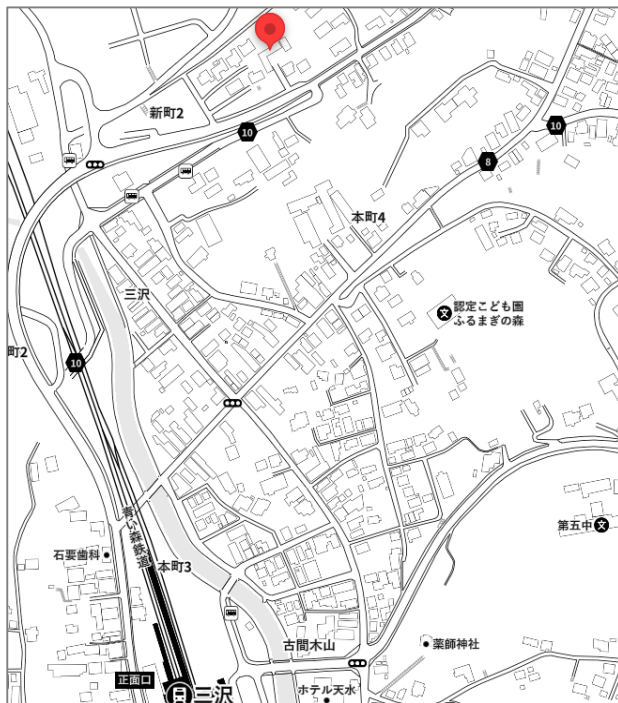 新町2
10
10
8
本町4
三沢
認定こども園
ふるまぎの森
町2
10
文
第五中
文
青い森鉄道
石要歯科
本町3
古間木山
薬師神社
正面口
三沢
ホテル天水